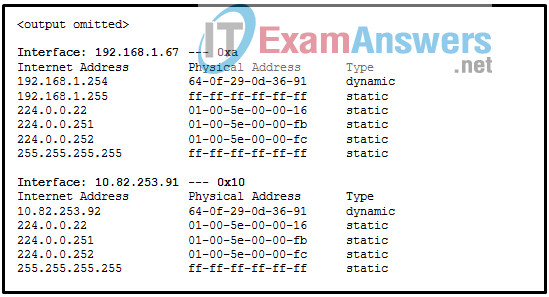 <output omitted>
IT ExamAnswers
.net
Interface: 192.168.1.67 --- 0xa
Internet Address Physical Address Type
192.168.1.254 64-0f-29-0d-36-91 dynamic
192.168.1.255 ff-ff-ff-ff-ff-ff static
224.0.0.22 01-00-5e-00-00-16 static
224.0.0.251 01-00-5e-00-00-fb static
224.0.0.252 01-00-5e-00-00-fc static
255.255.255.255 ff-ff-ff-ff-ff-ff static
Interface: 10.82.253.91 --- 0x10
Internet Address Physical Address Type
10.82.253.92 64-0f-29-0d-36-91 dynamic
224.0.0.22 01-00-5e-00-00-16 static
224.0.0.251 01-00-5e-00-00-fb static
224.0.0.252 01-00-5e-00-00-fc static
255.255.255.255 ff-ff-ff-ff-ff-ff static